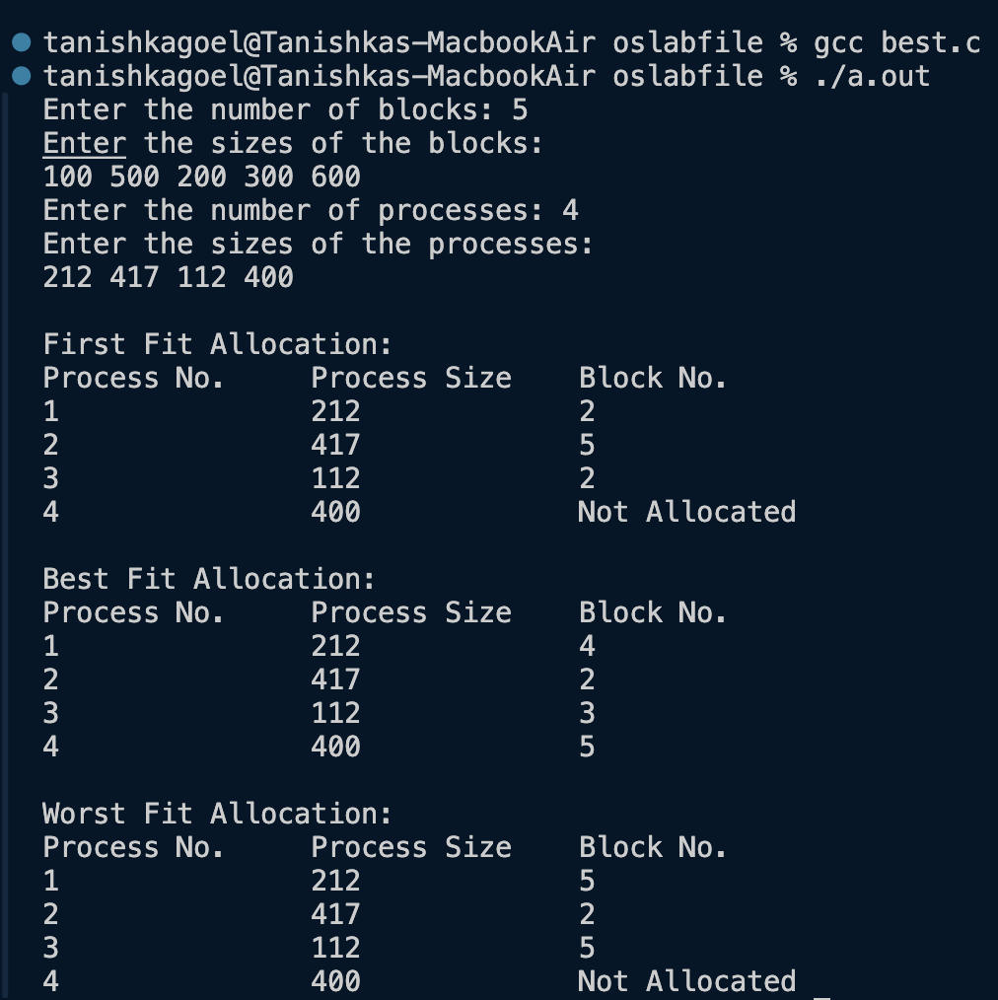 tanishkagoel@Tanishkas-MacbookAir oslabfile % gcc best.c
tanishkagoel@Tanishkas-MacbookAir oslabfile % ./a.out
Enter the number of blocks: 5
Enter the sizes of the blocks:
100 500 200 300 600
Enter the number of processes: 4
Enter the sizes of the processes:
212 417 112 400

First Fit Allocation:
Process No.     Process Size    Block No.
1               212             2
2               417             5
3               112             2
4               400             Not Allocated

Best Fit Allocation:
Process No.     Process Size    Block No.
1               212             4
2               417             2
3               112             3
4               400             5

Worst Fit Allocation:
Process No.     Process Size    Block No.
1               212             5
2               417             2
3               112             5
4               400             Not Allocated